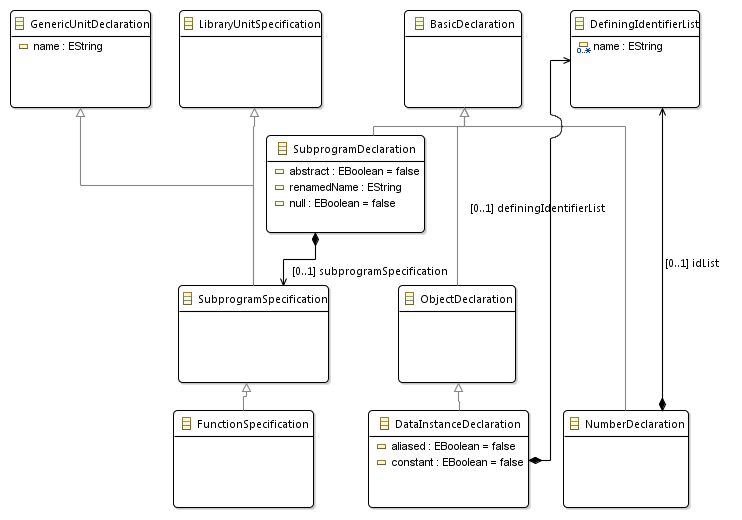 GenericUnitDeclaration
name : EString
LibraryUnitSpecification
BasicDeclaration
DefiningIdentifierList
0..*
name : EString
SubprogramDeclaration
abstract : EBoolean = false
renamedName : EString
null : EBoolean = false
[0..1] definingIdentifierList
[0..1] subprogramSpecification
[0..1] idList
SubprogramSpecification
ObjectDeclaration
FunctionSpecification
DataInstanceDeclaration
aliased : EBoolean = false
constant : EBoolean = false
NumberDeclaration